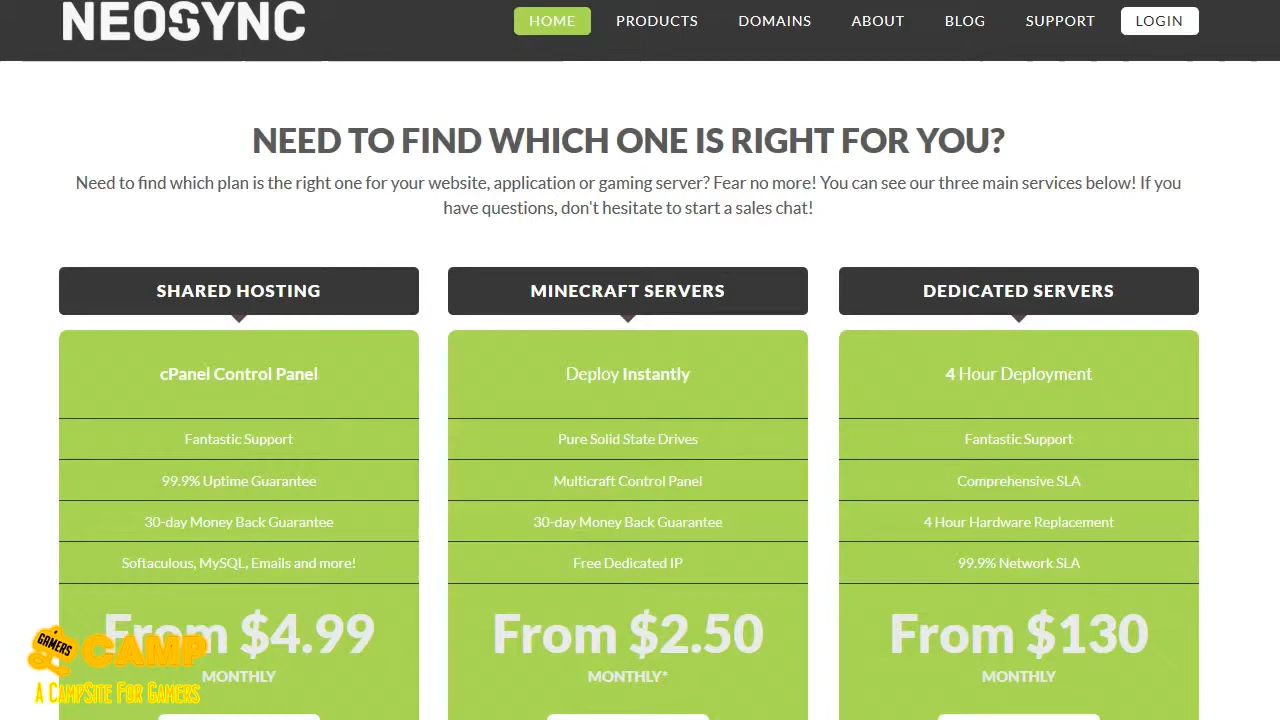 NEOSYNC
HOME PRODUCTS DOMAINS ABOUT BLOG SUPPORT LOGIN
NEED TO FIND WHICH ONE IS RIGHT FOR YOU?
Need to find which plan is the right one for your website, application or gaming server? Fear no more! You can see our three main services below! If you
have questions, don't hesitate to start a sales chat!
SHARED HOSTING
cPanel Control Panel
Fantastic Support
99.9% Uptime Guarantee
30-day Money Back Guarantee
Softaculous, MySQL, Emails and more!
From $4.99
MONTHLY
MINECRAFT SERVERS
Deploy Instantly
Pure Solid State Drives
Multicraft Control Panel
30-day Money Back Guarantee
Free Dedicated IP
From $2.50
MONTHLY*
DEDICATED SERVERS
4 Hour Deployment
Fantastic Support
Comprehensive SLA
4 Hour Hardware Replacement
99.9% Network SLA
From $130
MONTHLY
GAMERS CAMP
A CAMPSITE FOR GAMERS